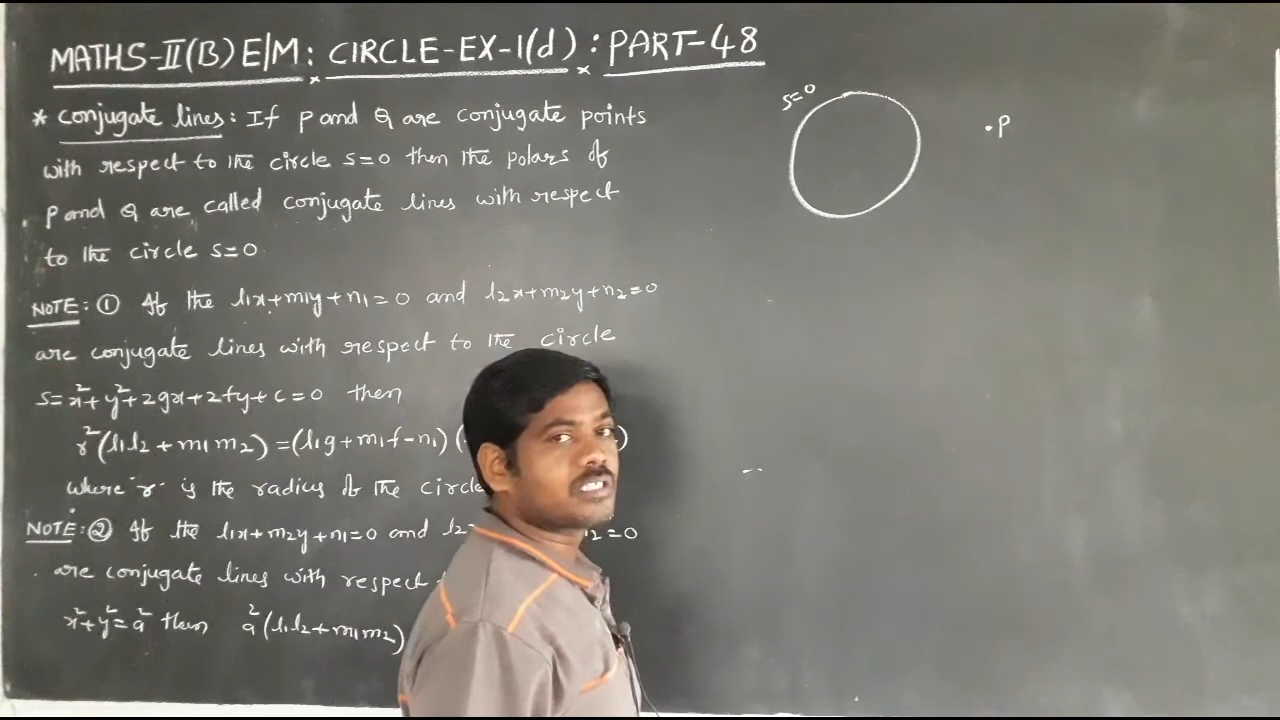 MATHS-II(B) E/M: CIRCLE-EX-1(d): PART-48
* conjugate lines: If P and Q are conjugate points
with respect to the circle S=0 then the polars of
P and Q are called conjugate lines with respect
to the circle S=0.
NOTE: ① If the l₁x+m₁y+n₁=0 and l₂x+m₂y+n₂=0
are conjugate lines with respect to the circle
S=x²+y²+2gx+2fy+c=0 then
r²(l₁l₂+m₁m₂)=(l₁g+m₁f-n₁)( )
where "r" is the radius of the circle
NOTE: ② If the l₁x+m₂y+n₁=0 and l₂ =0
are conjugate lines with respect
x²+y²=a² then a²(l₁l₂+m₁m₂)
S=0
.P